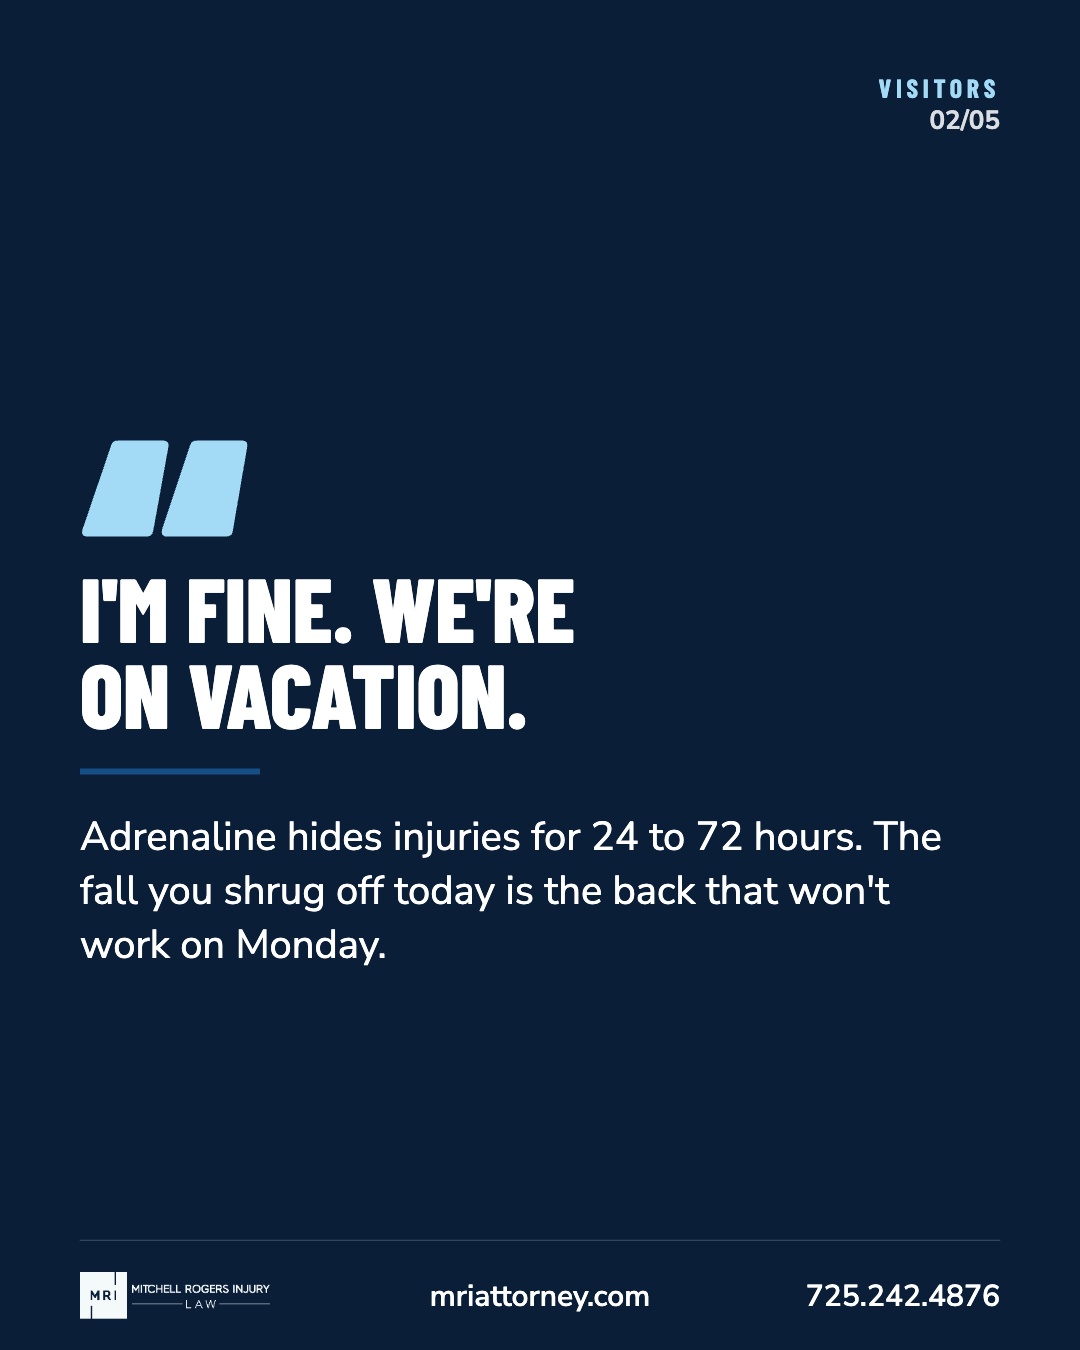 VISITORS
02/05
I'M FINE. WE'RE
ON VACATION.
Adrenaline hides injuries for 24 to 72 hours. The
fall you shrug off today is the back that won't
work on Monday.
MRI
MITCHELL ROGERS INJURY
LAW
mriattorney.com
725.242.4876